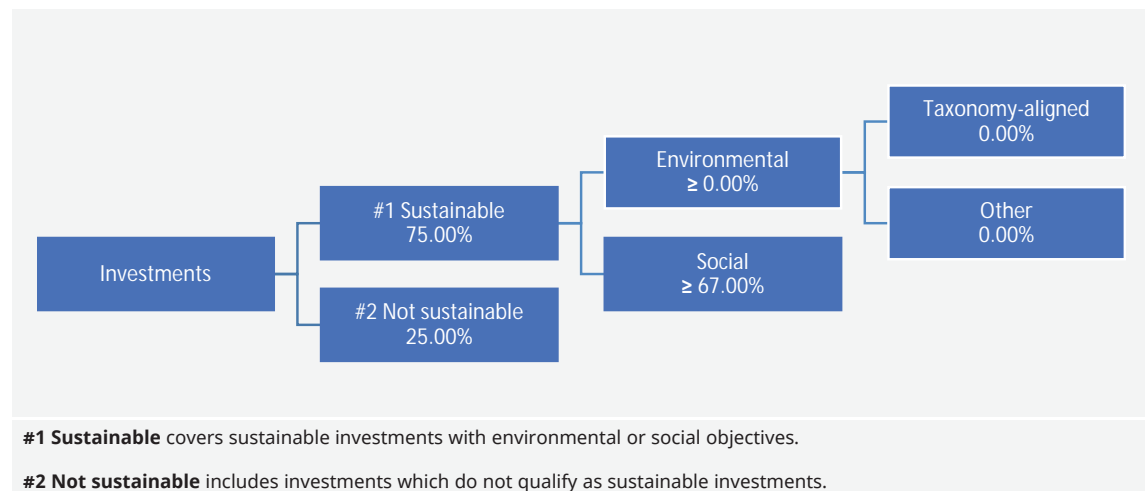 Investments
#1 Sustainable
75.00%
#2 Not sustainable
25.00%
Environmental
≥ 0.00%
Social
≥ 67.00%
Taxonomy-aligned
0.00%
Other
0.00%
#1 Sustainable covers sustainable investments with environmental or social objectives.
#2 Not sustainable includes investments which do not qualify as sustainable investments.